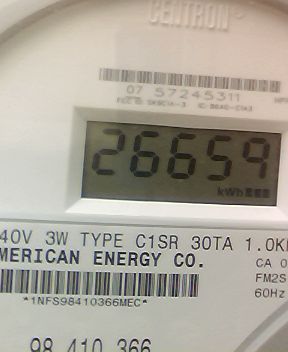 CENTRON®
07 57245311
26659
kWh
40V 3W TYPE C1SR 30TA 1.0K
MERICAN ENERGY CO.
CA 0
FM2S
60Hz
*1NFS98410366MEC*
98 410 366